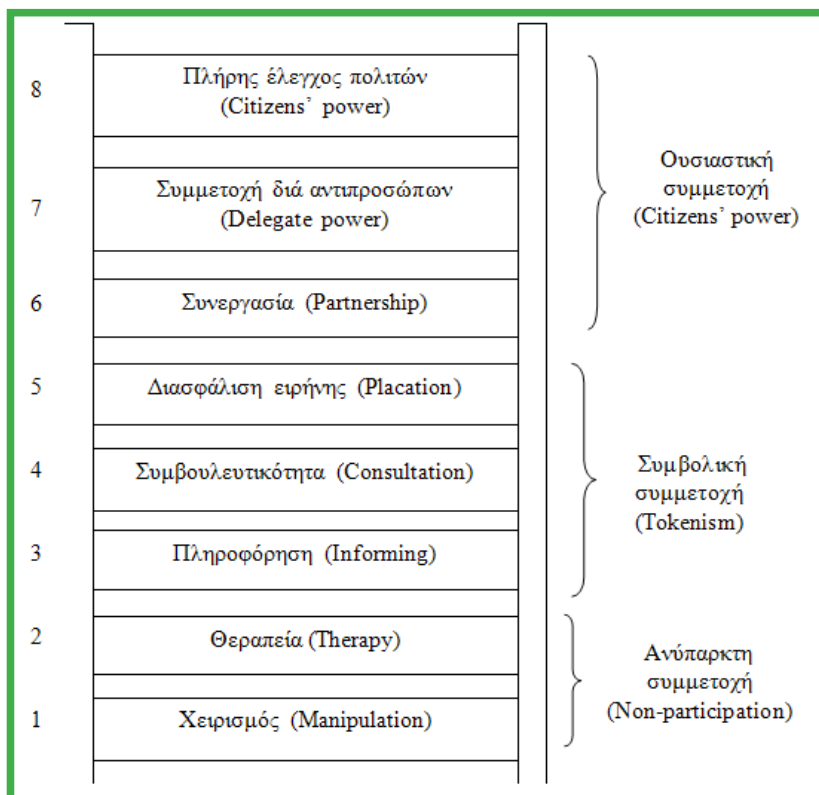 8
Πλήρης έλεγχος πολιτών
(Citizens’ power)
7
Συμμετοχή διά αντιπροσώπων
(Delegate power)
6
Συνεργασία (Partnership)
Ουσιαστική
συμμετοχή
(Citizens’ power)
5
Διασφάλιση ειρήνης (Placation)
4
Συμβουλευτικότητα (Consultation)
3
Πληροφόρηση (Informing)
Συμβολική
συμμετοχή
(Tokenism)
2
Θεραπεία (Therapy)
1
Χειρισμός (Manipulation)
Ανύπαρκτη
συμμετοχή
(Non-participation)